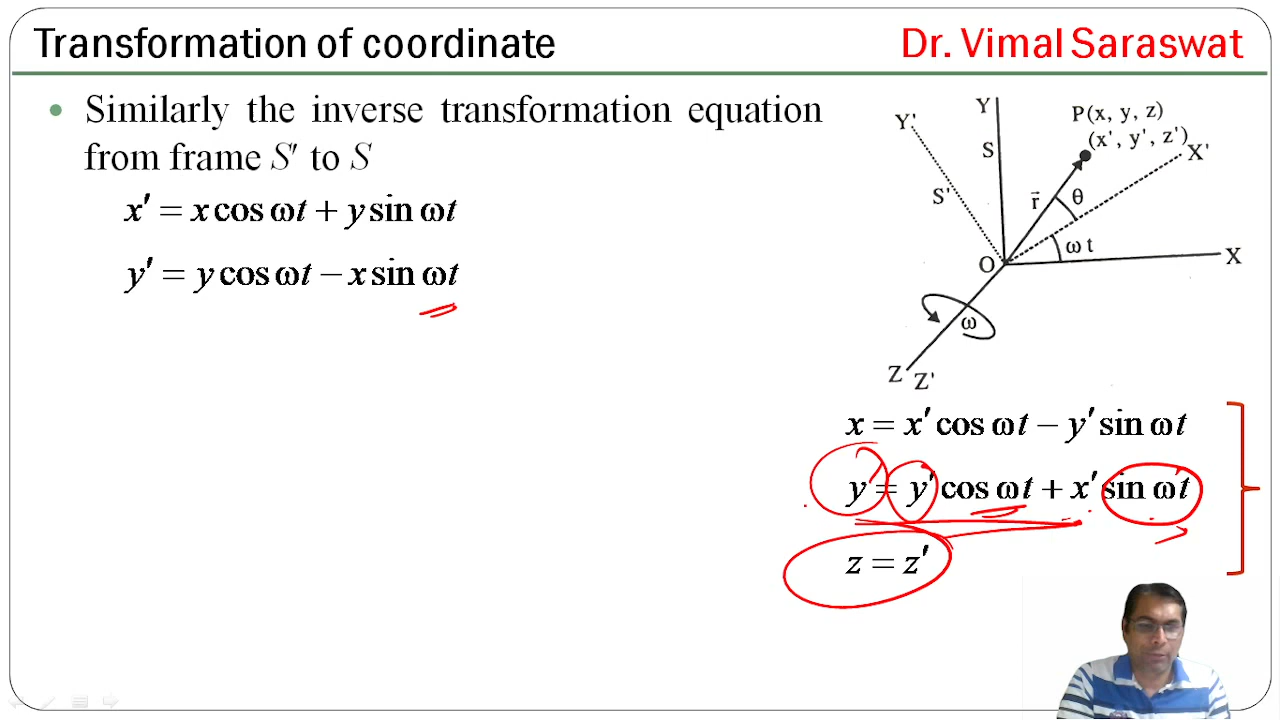 Transformation of coordinate
Dr. Vimal Saraswat
• Similarly the inverse transformation equation
from frame S′ to S
x′ = x cos ωt + y sin ωt
y′ = y cos ωt − x sin ωt
Y
Y'
S
S'
P(x, y, z)
(x', y', z')
X'
r⃗
θ
ω t
O
X
ω
Z Z'
x = x′ cos ωt − y′ sin ωt
y = y′ cos ωt + x′ sin ωt
z = z′